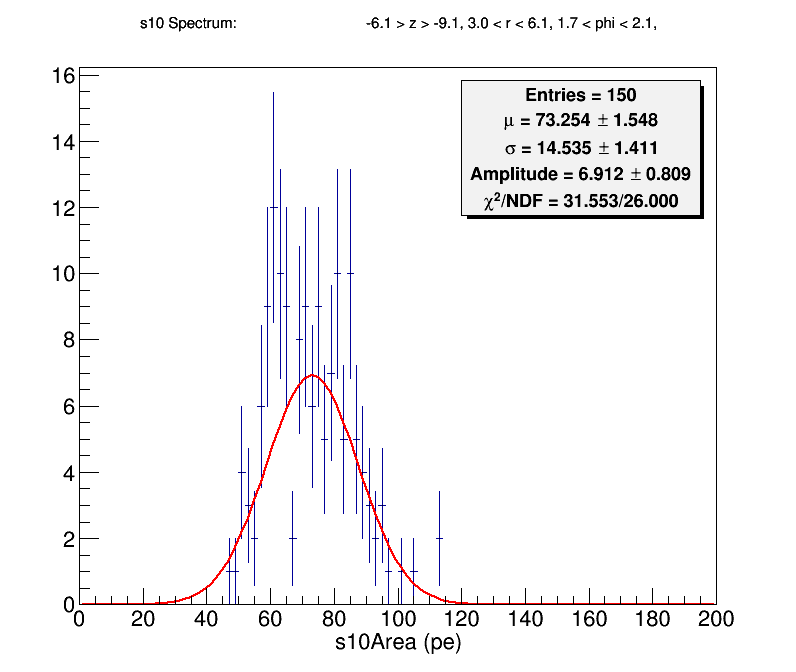 s10 Spectrum: -6.1 > z > -9.1, 3.0 < r < 6.1, 1.7 < phi < 2.1,
Entries = 150
μ = 73.254 ± 1.548
σ = 14.535 ± 1.411
Amplitude = 6.912 ± 0.809
χ²/NDF = 31.553/26.000
16
14
12
10
8
6
4
2
0
0 20 40 60 80 100 120 140 160 180 200
s10Area (pe)